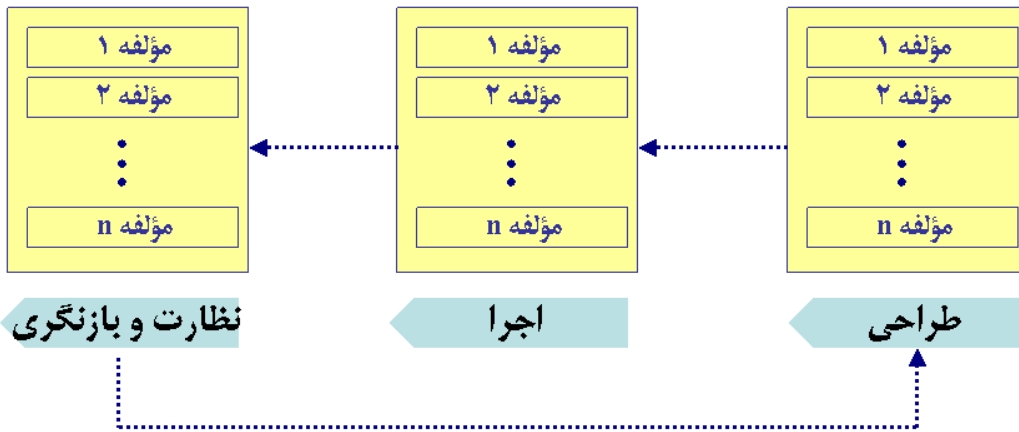 مؤلفه ۱
مؤلفه ۲
مؤلفه n
طراحی
مؤلفه ۱
مؤلفه ۲
مؤلفه n
اجرا
مؤلفه ۱
مؤلفه ۲
مؤلفه n
نظارت و بازنگری